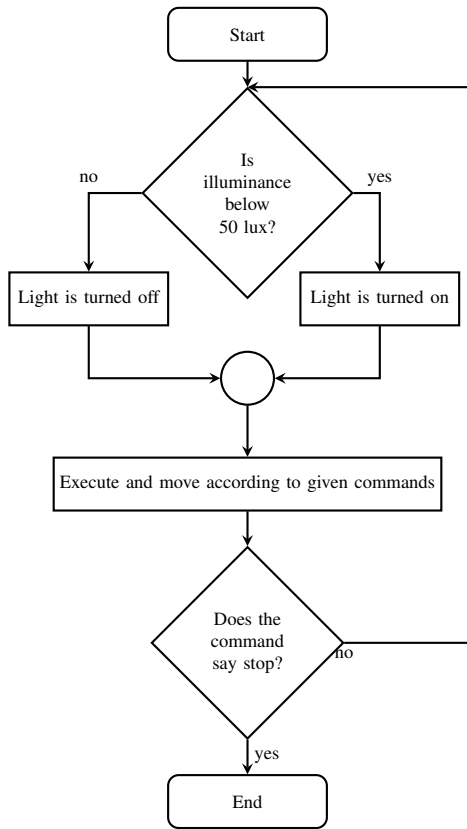 Start
Is
illuminance
below
50 lux?
no
yes
Light is turned off
Light is turned on
Execute and move according to given commands
Does the
command
say stop?
no
yes
End